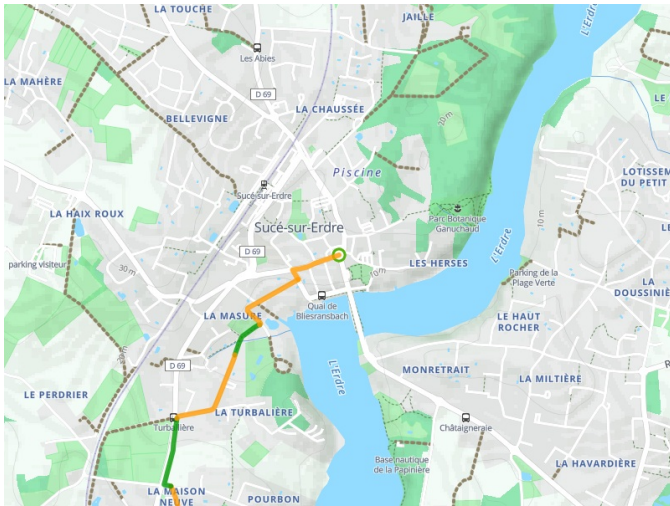 LA TOUCHE
JAILLE
L'Erdre
Les Abies
LA MAHÈRE
D 69
LA CHAUSSÉE
LE
BELLEVIGNE
10 m
Piscine
LOTISSEM
DU PETIT
Sucé-sur-Erdre
LA HAIX ROUX
Parc Botanique
Ganuchaud
10 m
Sucé-sur-Erdre
L'Erdre
D 69
parking visiteur
30 m
10 m
LES HERSES
Parking de la
Plage Verte
LA
DOUSSINIÈ
Quai de
Bliesransbach
LA MASURE
LE HAUT
ROCHER
D 69
L'Erdre
MONRETRAIT
LE PERDRIER
LA MILTIÈRE
LA TURBALIÈRE
Turbalière
Châtaigneraie
Base nautique
de la Papinière
LA HAVARDIÈRE
LA MAISON
NEUVE
POURBON